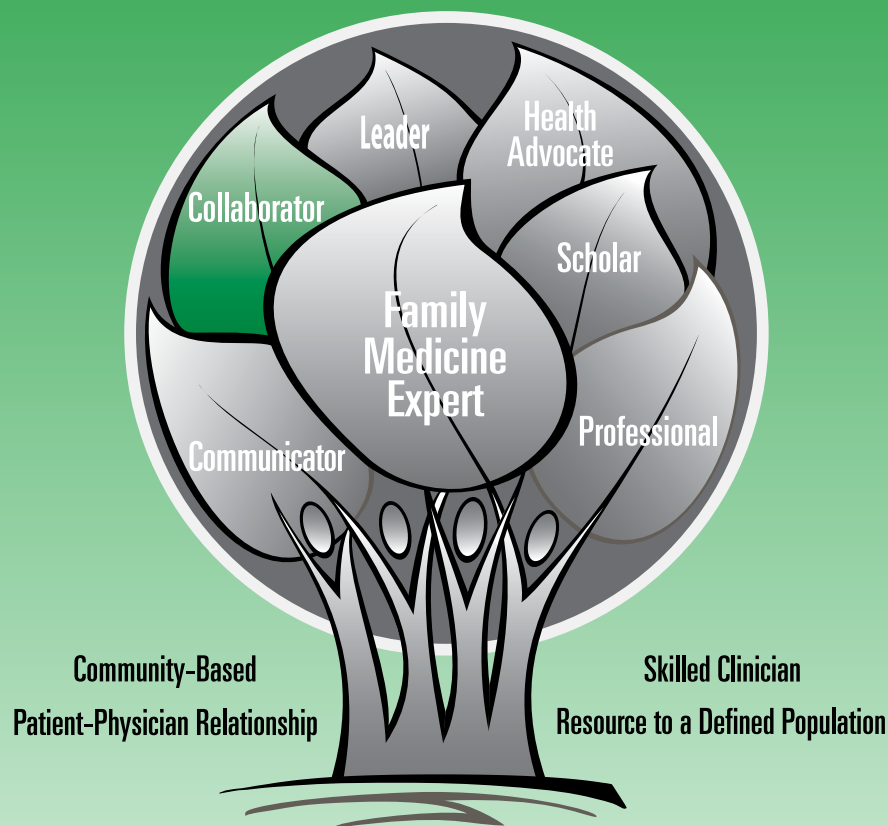 Leader
Health
Advocate
Collaborator
Scholar
Family
Medicine
Expert
Professional
Communicator
Community-Based
Patient-Physician Relationship
Skilled Clinician
Resource to a Defined Population